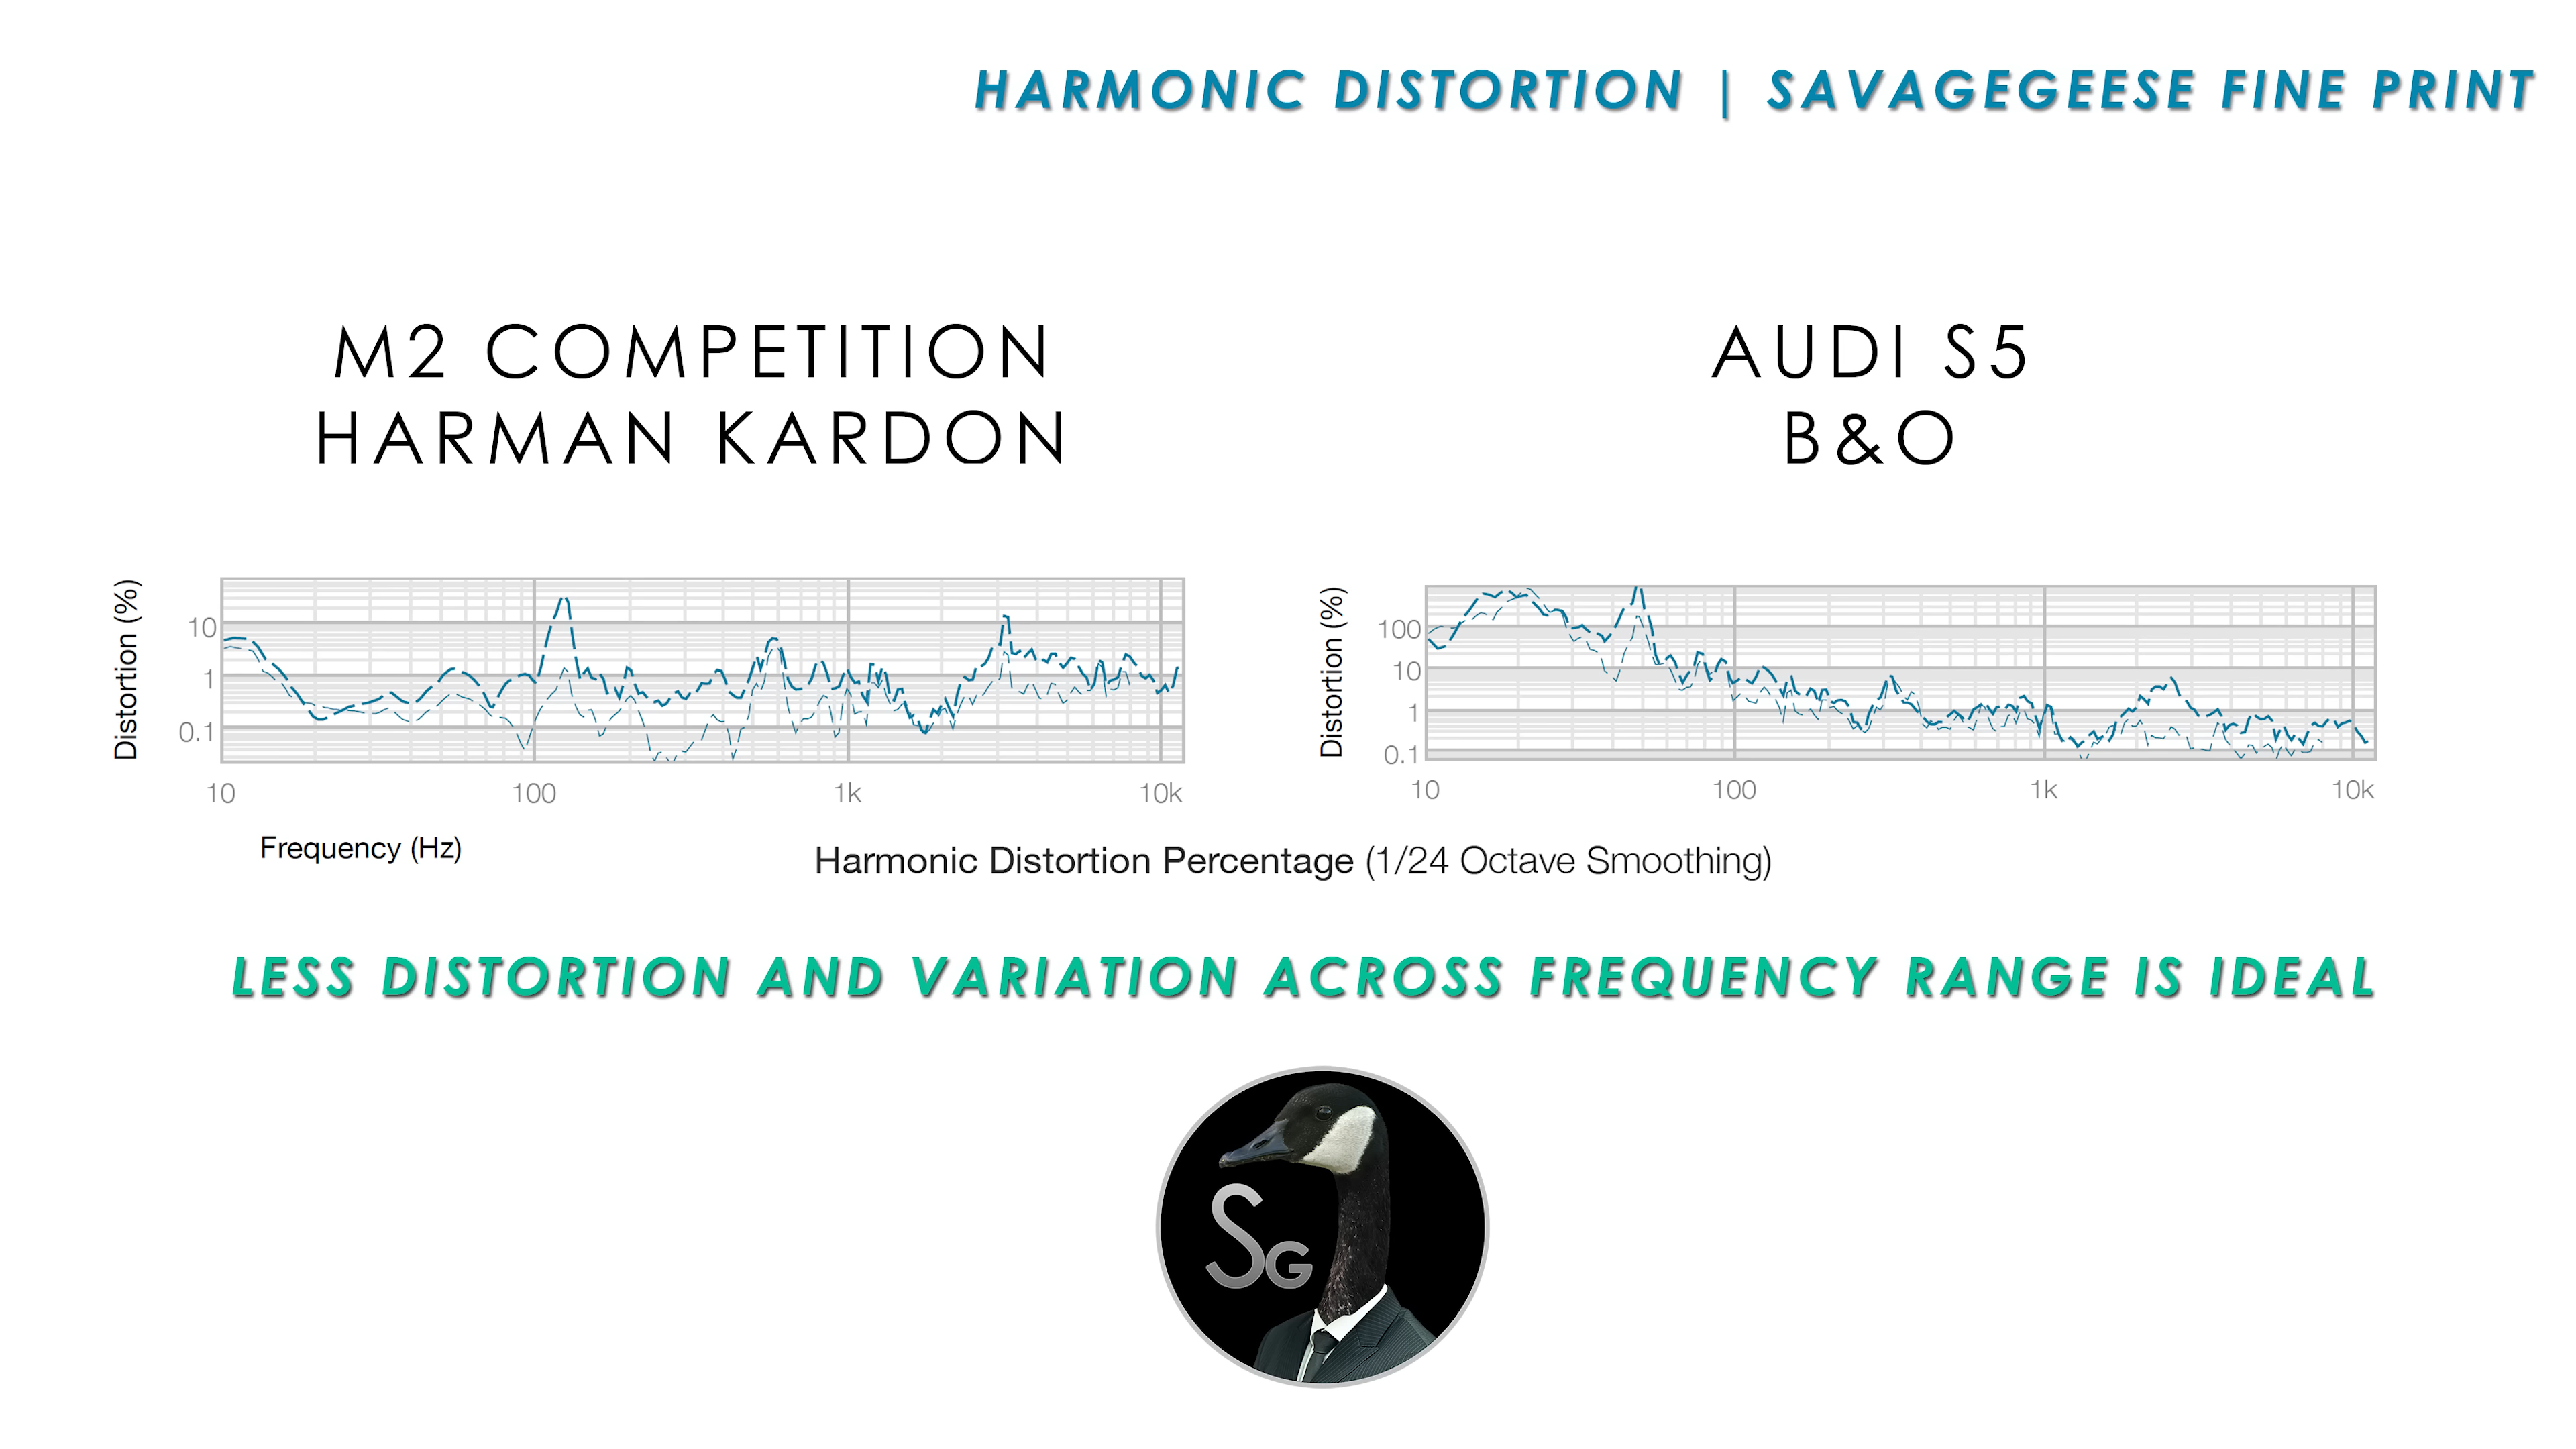 HARMONIC DISTORTION | SAVAGEGEESE FINE PRINT
M2 COMPETITION
HARMAN KARDON
AUDI S5
B&O
Distortion (%)
10
1
0.1
10
100
1k
10k
Frequency (Hz)
Distortion (%)
100
10
1
0.1
10
100
1k
10k
Harmonic Distortion Percentage (1/24 Octave Smoothing)
LESS DISTORTION AND VARIATION ACROSS FREQUENCY RANGE IS IDEAL
SG